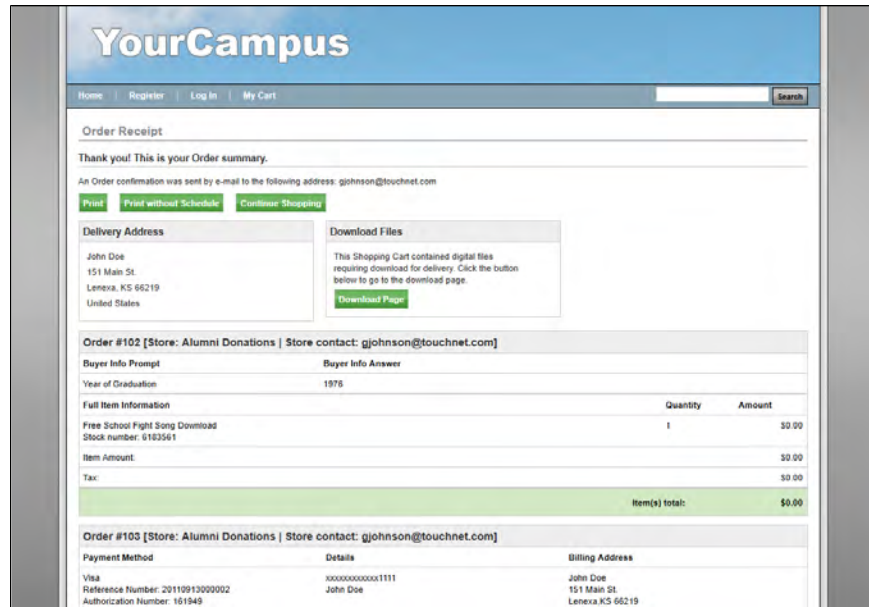 YourCampus
Home | Register | Log In | My Cart Search
Order Receipt
Thank you! This is your Order summary.
An Order confirmation was sent by e-mail to the following address: gjohnson@touchnet.com
Print Print without Schedule Continue Shopping
Delivery Address Download Files
John Doe
151 Main St.
Lenexa, KS 66219
United States
This Shopping Cart contained digital files
requiring download for delivery. Click the button
below to go to the download page.
Download Page
Order #102 [Store: Alumni Donations | Store contact: gjohnson@touchnet.com]
Buyer Info Prompt Buyer Info Answer
Year of Graduation 1976
Full Item Information Quantity Amount
Free School Fight Song Download 1 $0.00
Stock number: 6183561
Item Amount: $0.00
Tax: $0.00
Item(s) total: $0.00
Order #103 [Store: Alumni Donations | Store contact: gjohnson@touchnet.com]
Payment Method Details Billing Address
Visa xxxxxxxxxxxx1111 John Doe
Reference Number: 20110913000002 John Doe 151 Main St.
Authorization Number: 161949 Lenexa,KS 66219